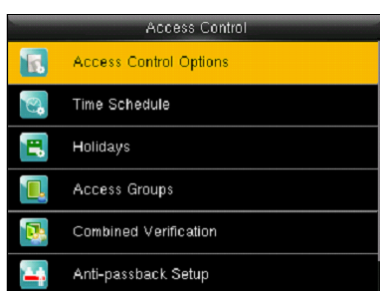 Access Control
Access Control Options
Time Schedule
Holidays
Access Groups
Combined Verification
Anti-passback Setup